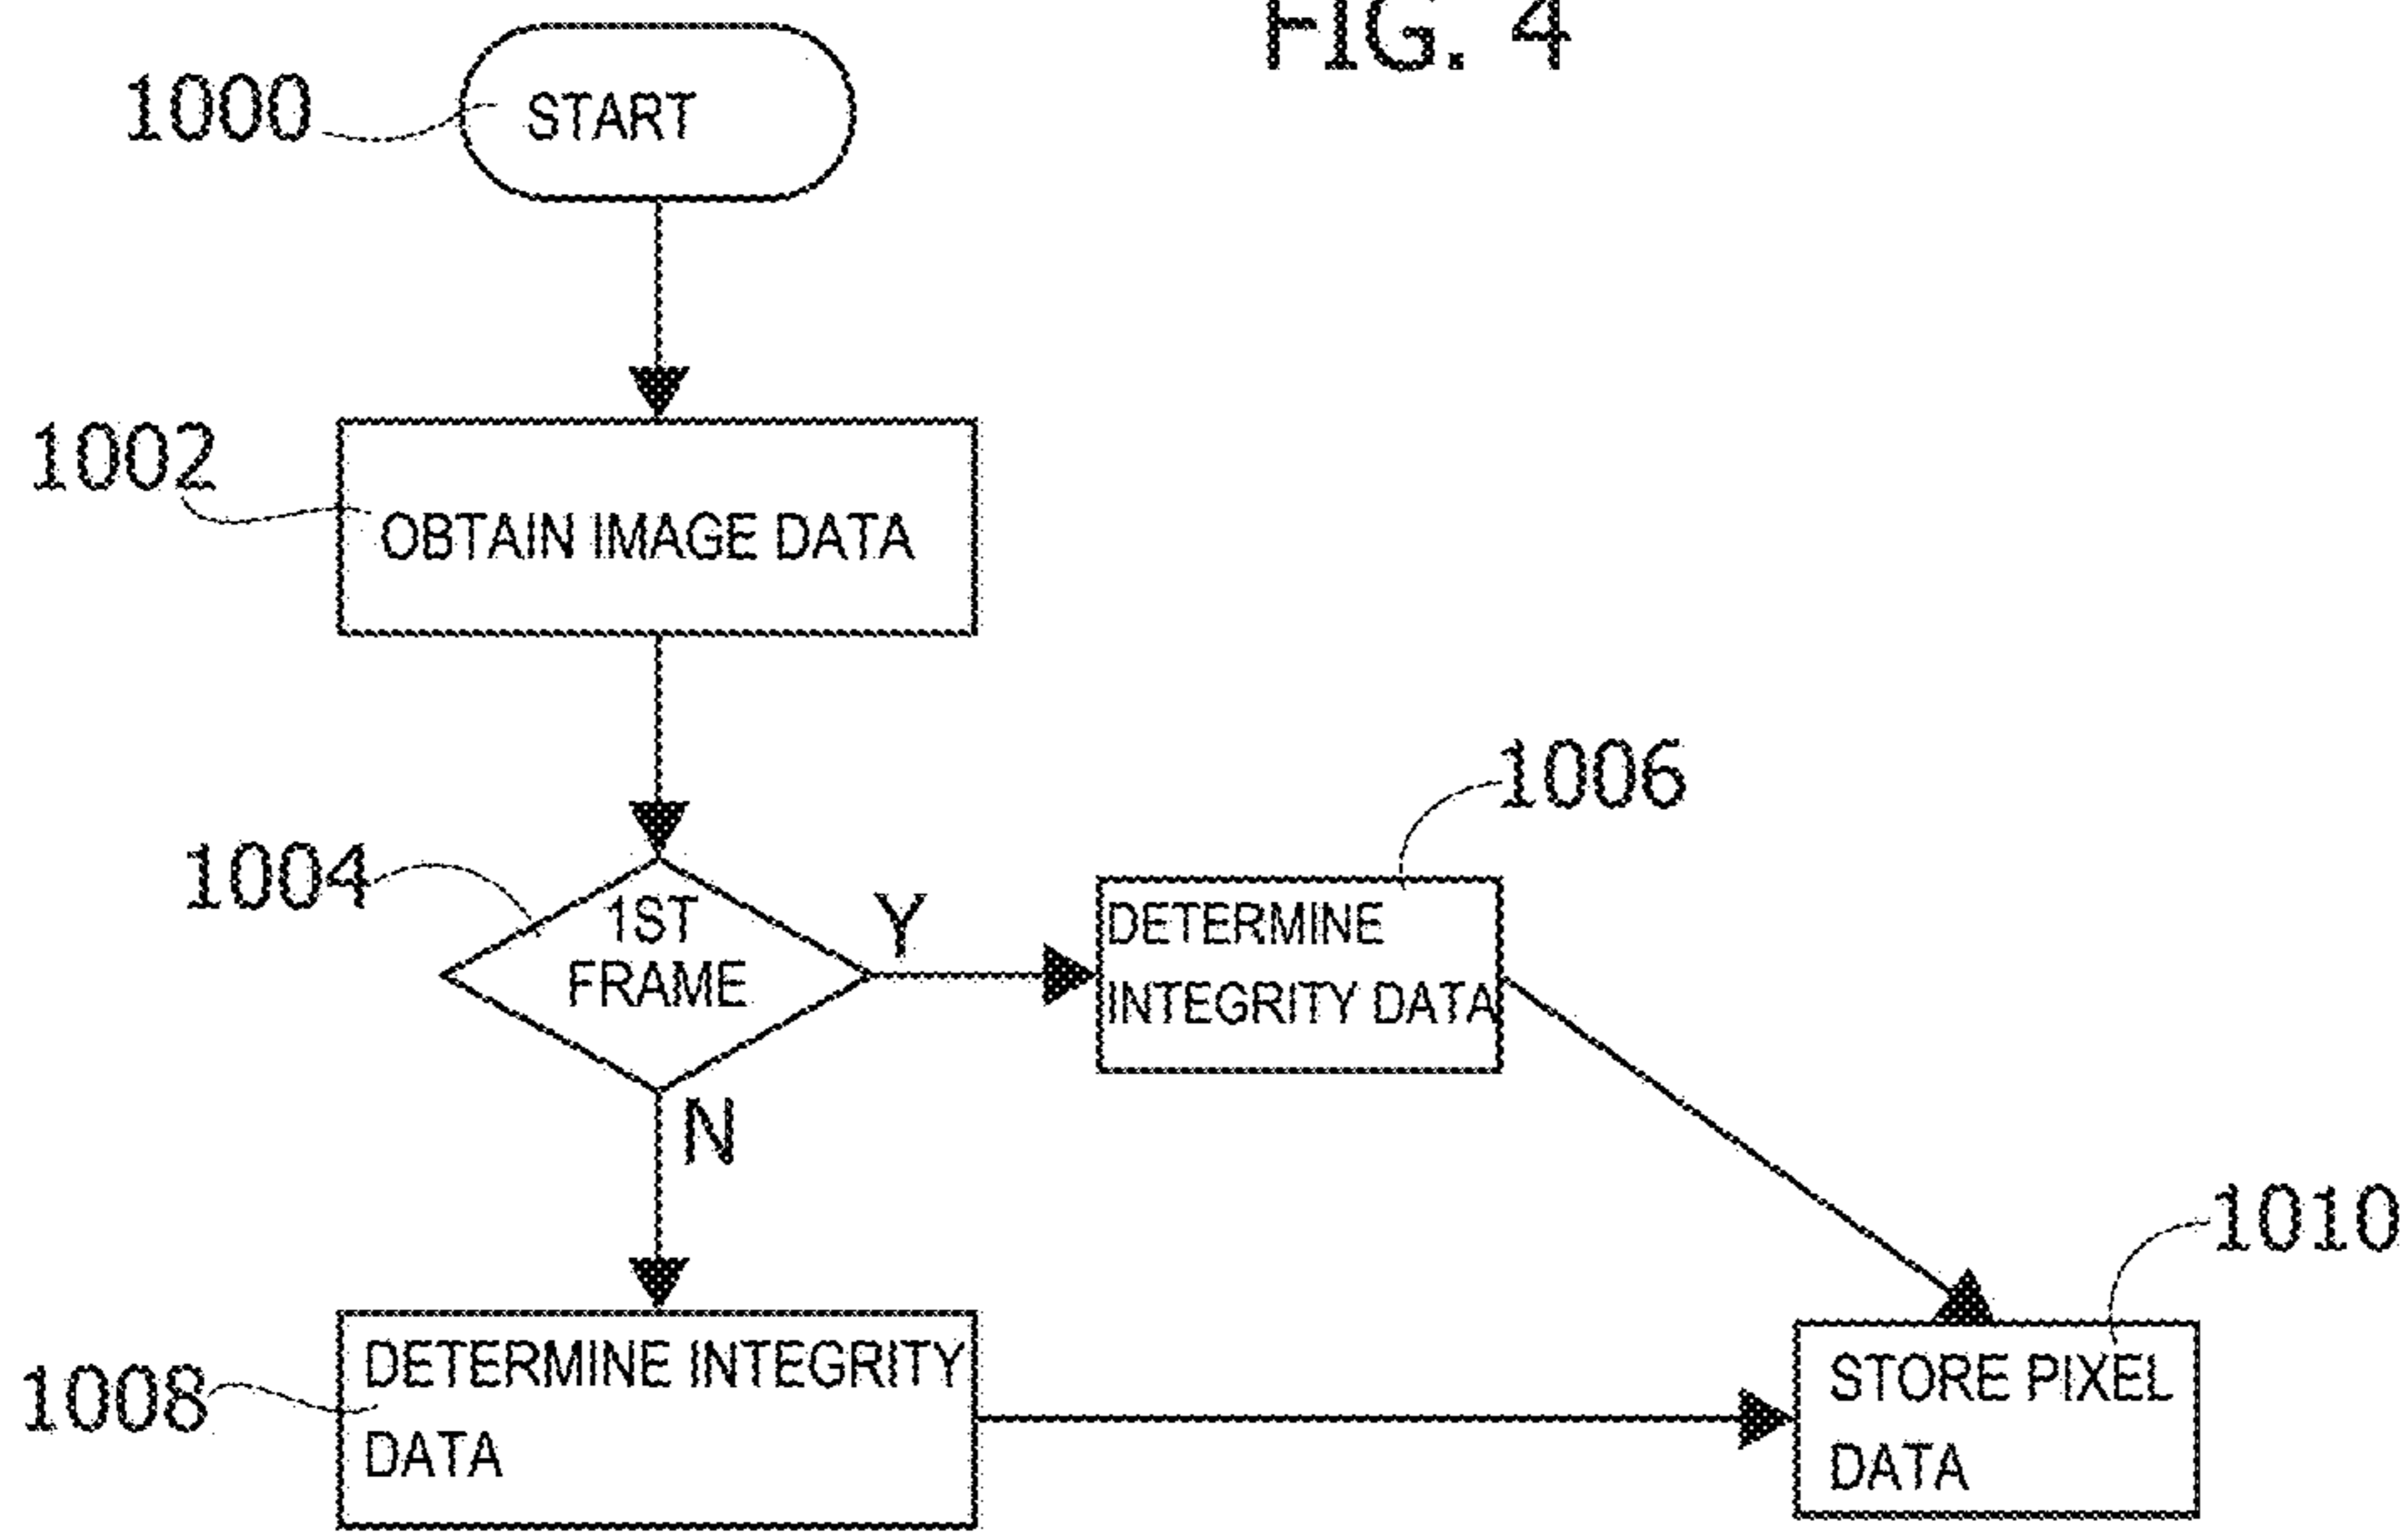 FIG. 4
1000
START
1002
OBTAIN IMAGE DATA
1004
1ST
FRAME
Y
1006
DETERMINE
INTEGRITY DATA
N
1008
DETERMINE INTEGRITY
DATA
1010
STORE PIXEL
DATA